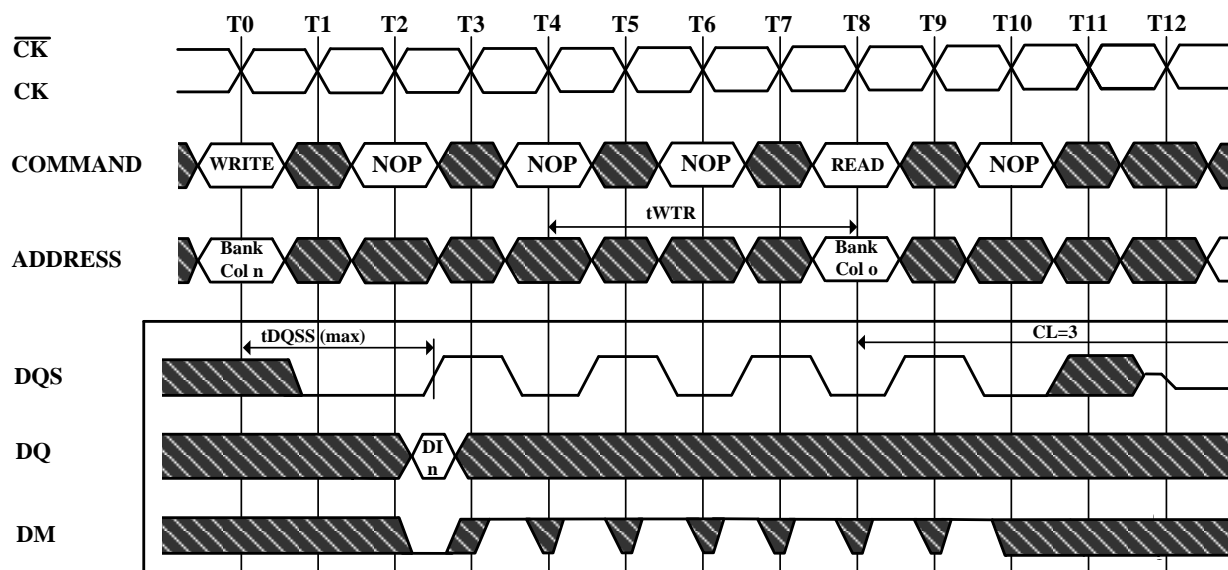 T0 T1 T2 T3 T4 T5 T6 T7 T8 T9 T10 T11 T12
CK
CK
COMMAND WRITE NOP NOP NOP READ NOP
tWTR
ADDRESS Bank Col n Bank Col o
tDQSS (max) CL=3
DQS
DQ DI n
DM